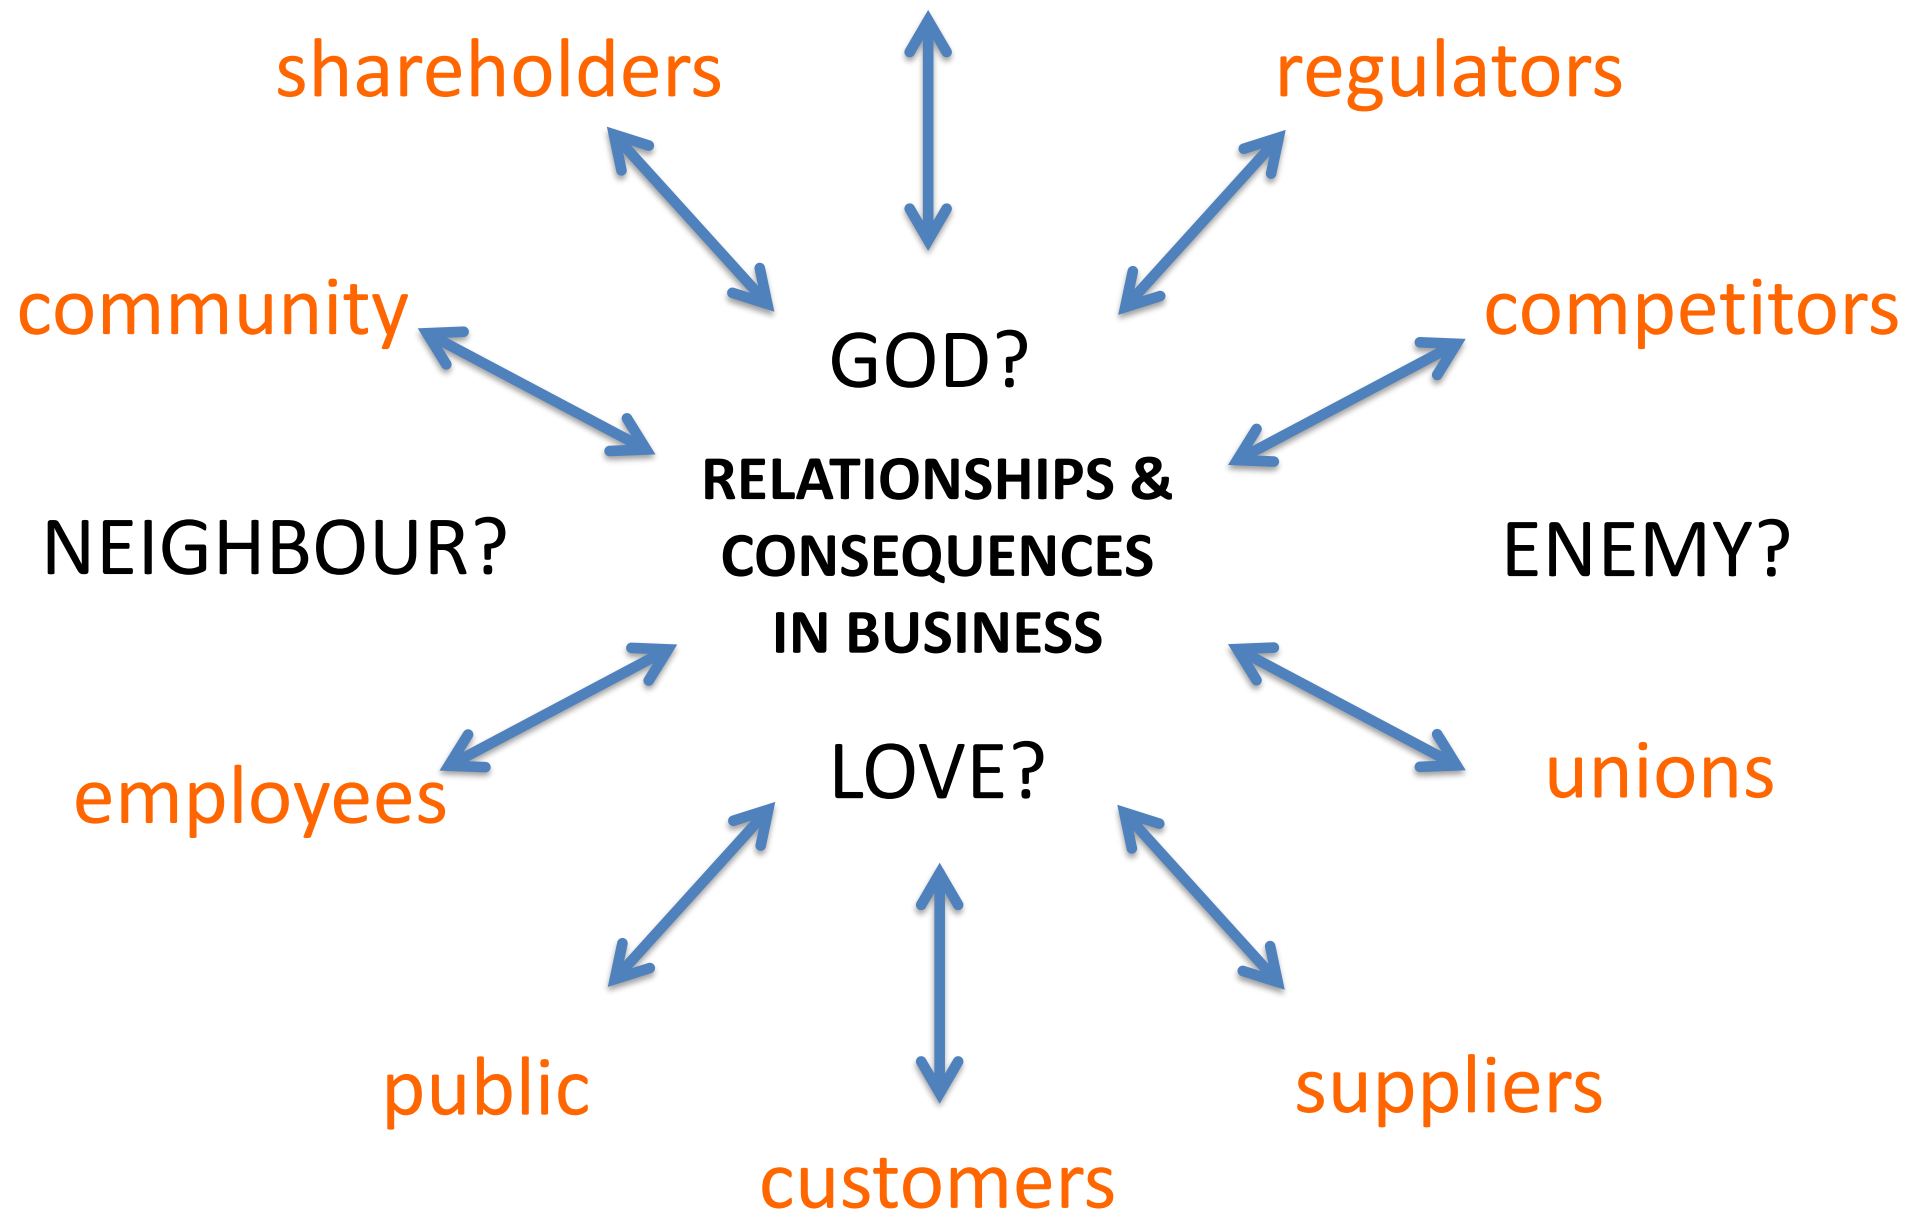 shareholders
regulators
community
competitors
GOD?
RELATIONSHIPS &
CONSEQUENCES
IN BUSINESS
NEIGHBOUR?
ENEMY?
LOVE?
employees
unions
public
suppliers
customers